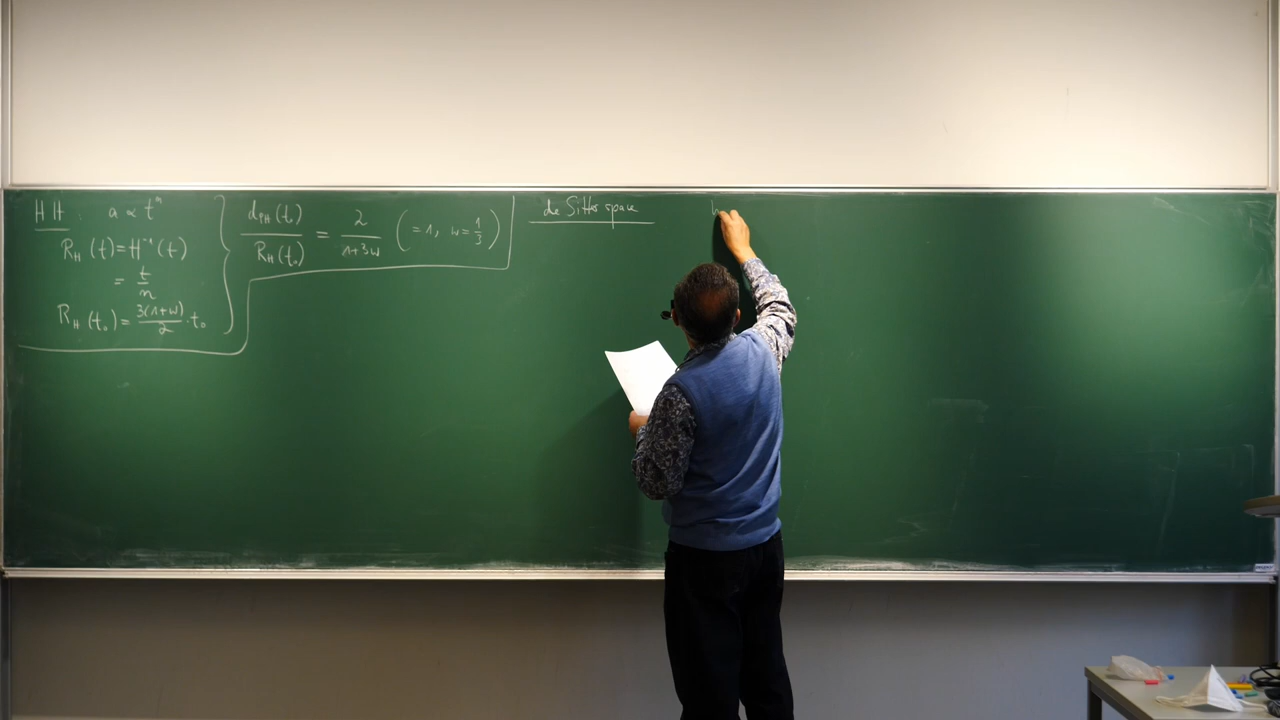 HH : a ∝ tⁿ
R_H (t) = H⁻¹(t)
= t/n
R_H (t₀) = 3(1+w)/2 · t₀
d_PH(t₀)/R_H(t₀) = 2/(1+3w) (=1, w=1/3)
de Sitter space